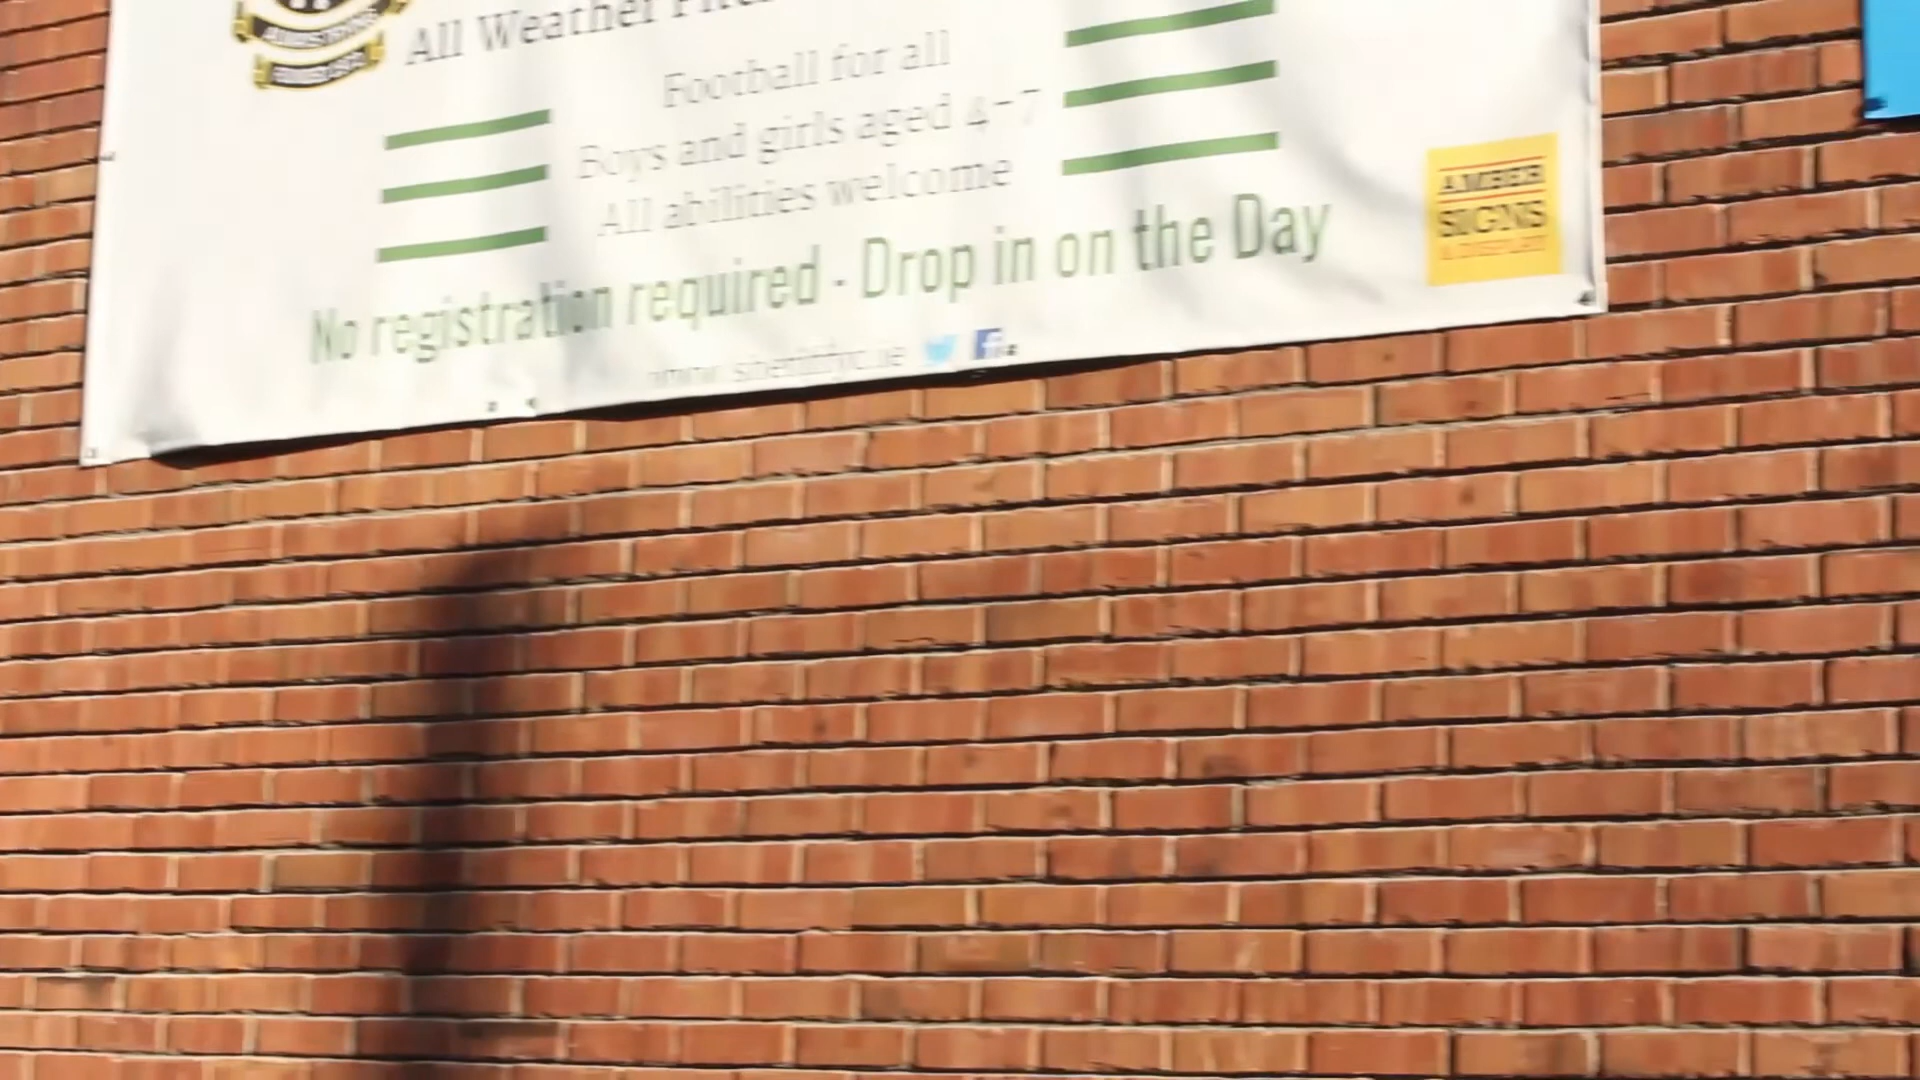 All Weather
Football for all
Boys and girls aged 4-7
All abilities welcome
No registration required - Drop in on the Day
AMBER
SIGNS